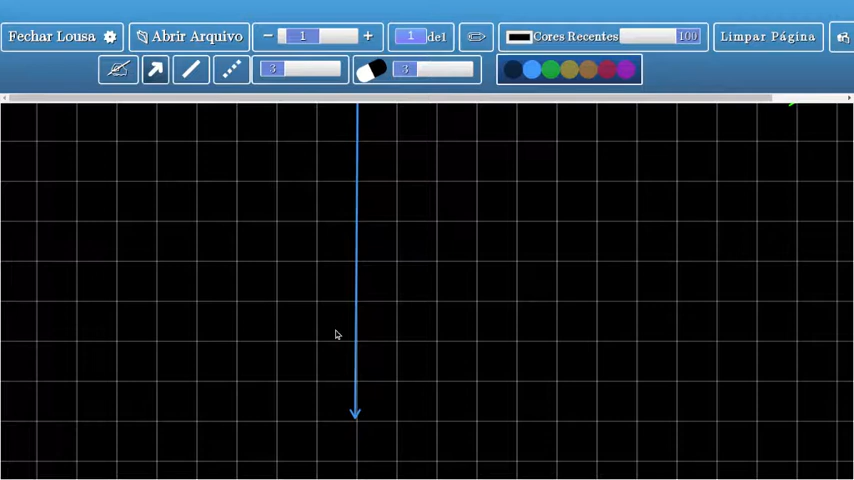 Fechar Lousa Abrir Arquivo − 1 + 1 de1 Cores Recentes 100 Limpar Página
3 3